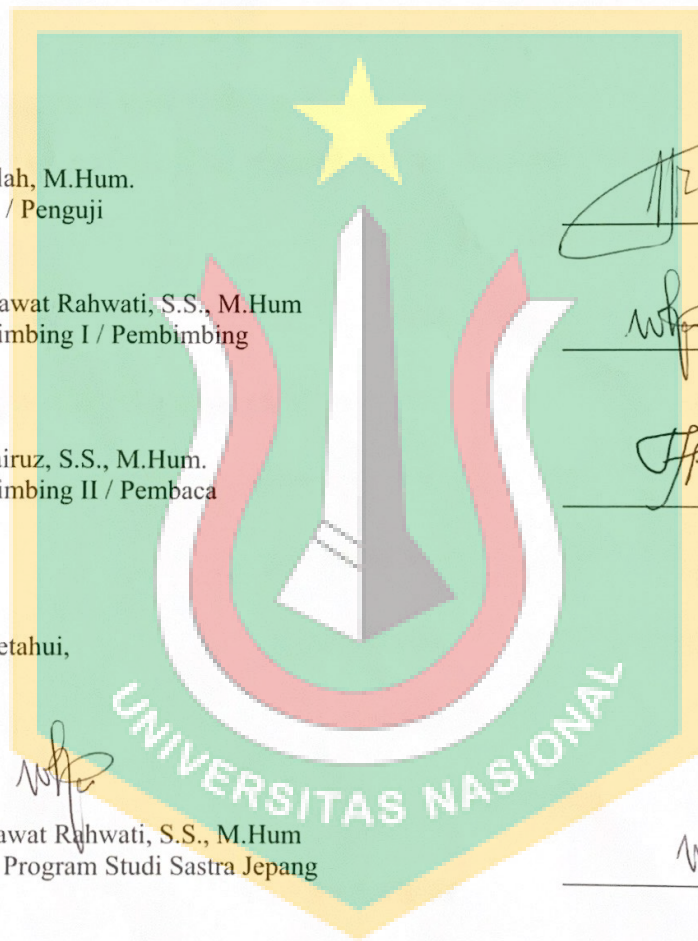 lah, M.Hum.
/ Penguji
awat Rahwati, S.S., M.Hum
imbing I / Pembimbing
iruz, S.S., M.Hum.
imbing II / Pembaca
etahui,
UNIVERSITAS NASIONAL
awat Rahwati, S.S., M.Hum
Program Studi Sastra Jepang